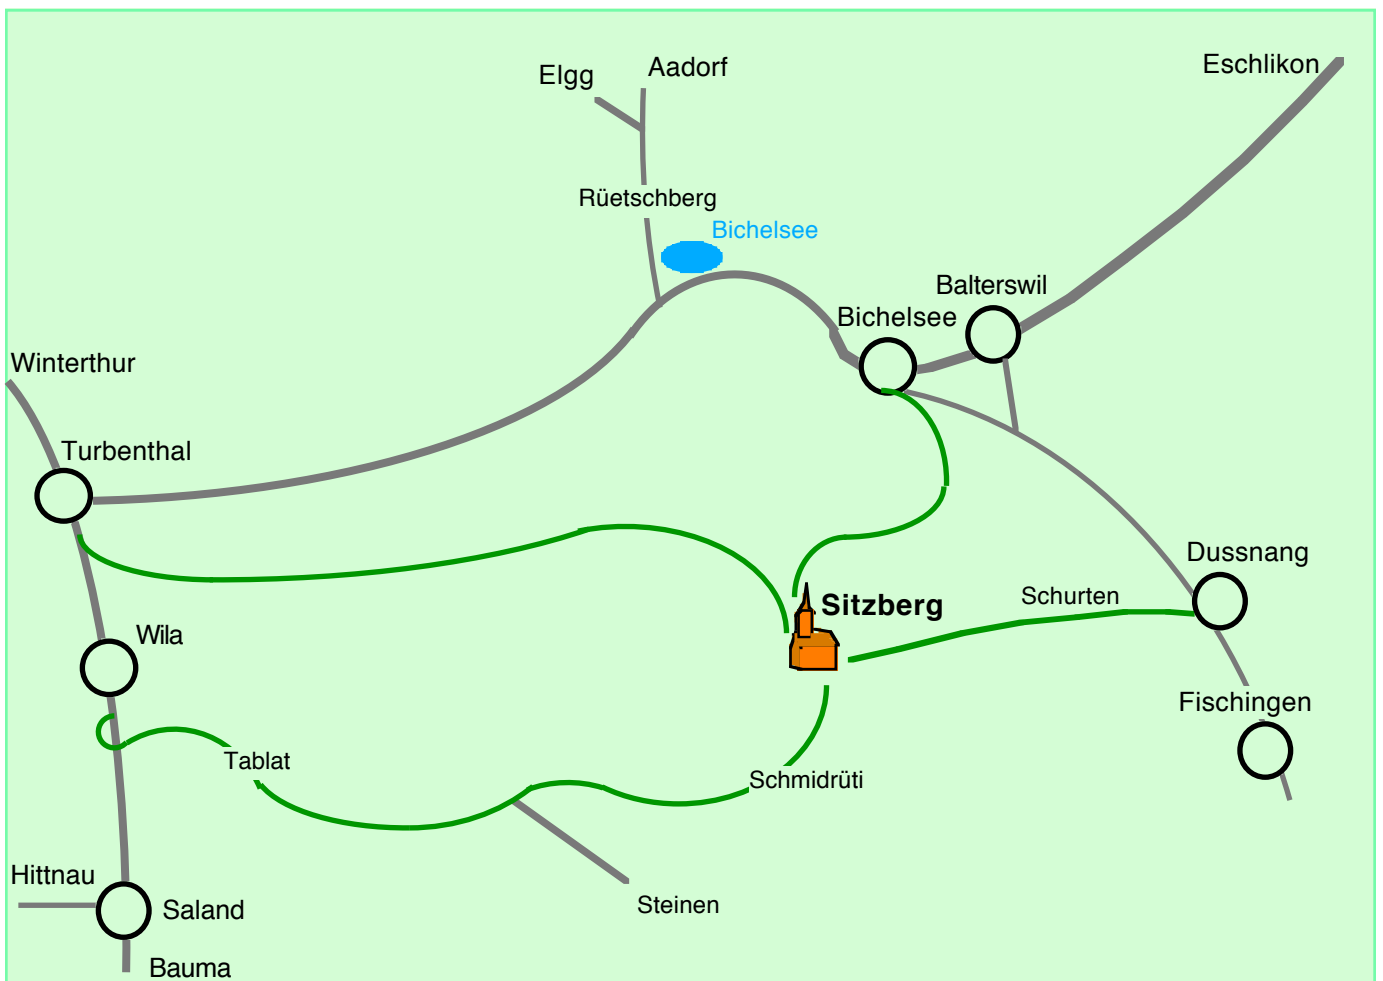 Eschlikon
Elgg
Aadorf
Rüetschberg
Bichelsee
Balterswil
Bichelsee
Winterthur
Turbenthal
Dussnang
Schurten
Sitzberg
Wila
Fischingen
Tablat
Schmidrüti
Hittnau
Saland
Steinen
Bauma